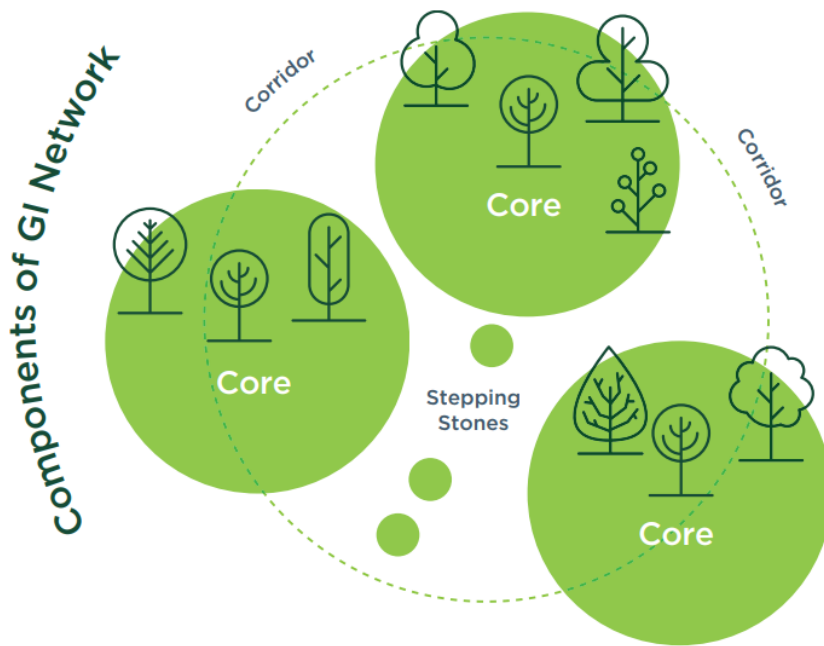 Components of GI Network
Corridor
Corridor
Core
Core
Stepping
Stones
Core